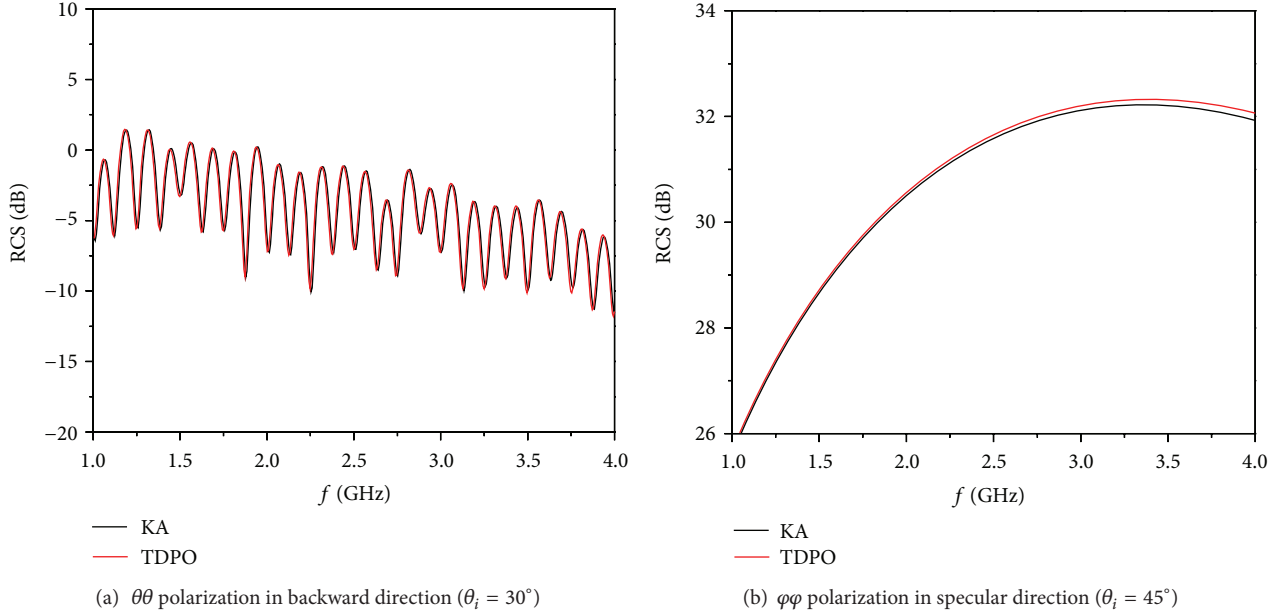 10
5
0
−5
−10
−15
−20
RCS (dB)
1.0 1.5 2.0 2.5 3.0 3.5 4.0
f (GHz)
KA
TDPO
(a) θθ polarization in backward direction (θi = 30°)
34
32
30
28
26
RCS (dB)
1.0 1.5 2.0 2.5 3.0 3.5 4.0
f (GHz)
KA
TDPO
(b) φφ polarization in specular direction (θi = 45°)